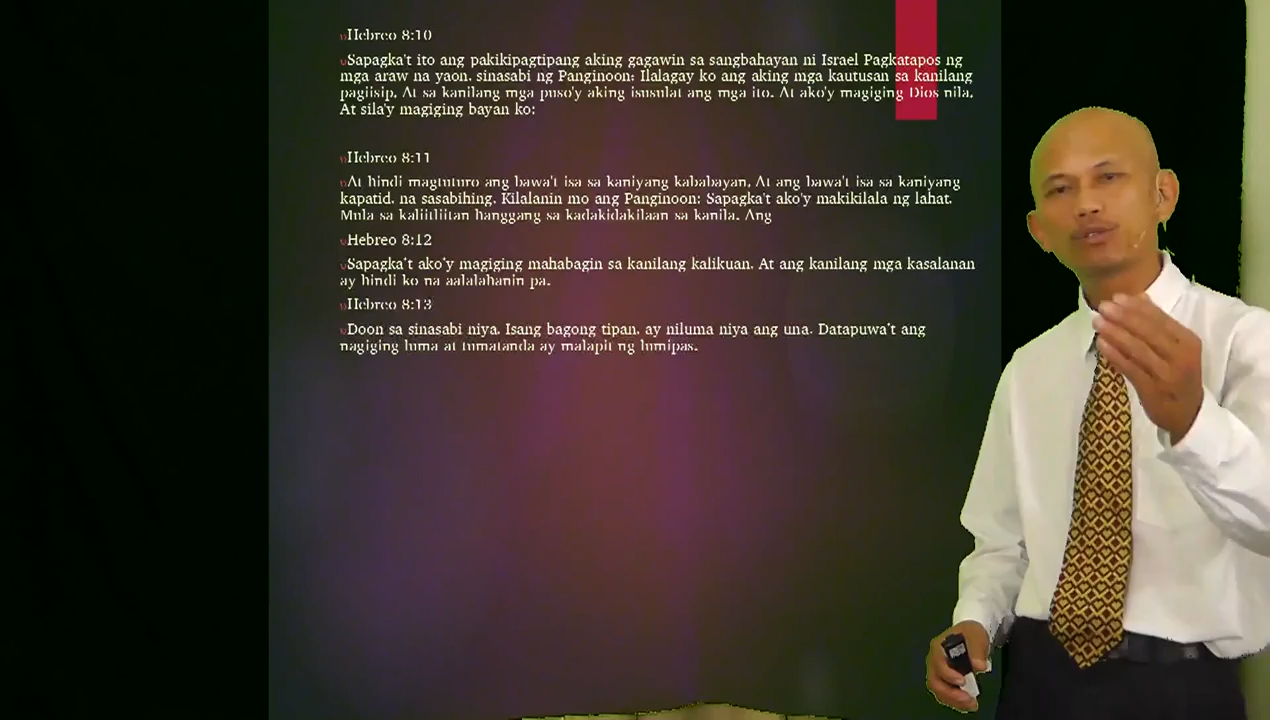 Hebreo 8:10
Sapagka't ito ang pakikipagtipang aking gagawin sa sangbahayan ni Israel Pagkatapos ng
mga araw na yaon, sinasabi ng Panginoon; Ilalagay ko ang aking mga kautusan sa kanilang
pagiisip, At sa kanilang mga puso'y aking isusulat ang mga ito. At ako'y magiging Dios nila,
At sila'y magiging bayan ko:
Hebreo 8:11
At hindi magtuturo ang bawa't isa sa kaniyang kababayan, At ang bawa't isa sa kaniyang
kapatid, na sasabihing, Kilalanin mo ang Panginoon: Sapagka't ako'y makikilala ng lahat,
Mula sa kaliitliitan hanggang sa kadakidakilaan sa kanila. Ang
Hebreo 8:12
Sapagka't ako'y magiging mahabagin sa kanilang kalikuan, At ang kanilang mga kasalanan
ay hindi ko na aalalahanin pa.
Hebreo 8:13
Doon sa sinasabi niya, Isang bagong tipan, ay niluma niya ang una. Datapuwa't ang
nagiging luma at tumatanda ay malapit ng lumipas.